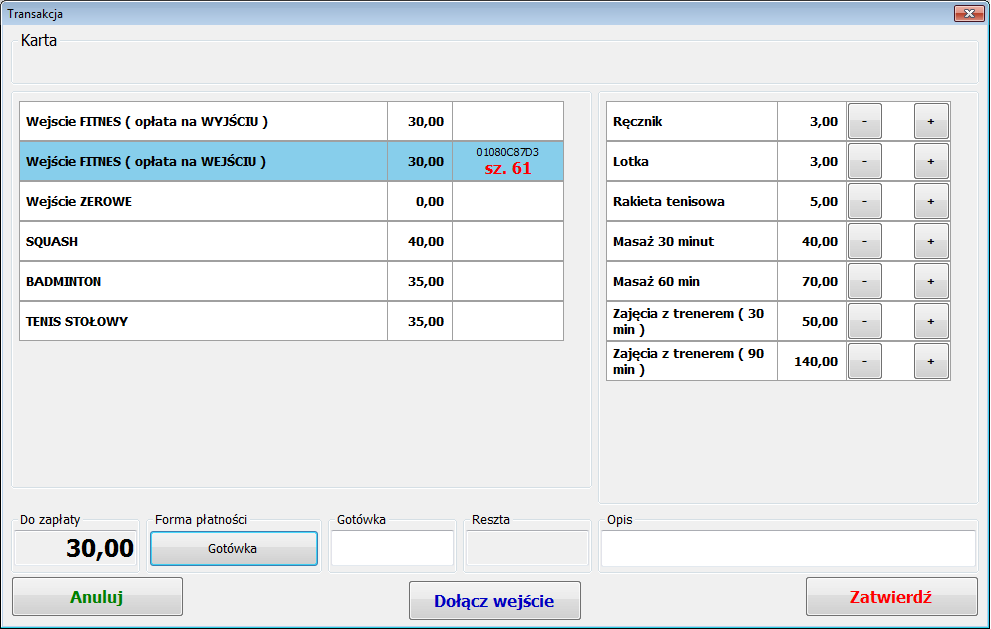 Transakcja
Karta
Wejscie FITNES ( opłata na WYJŚCIU ) 30,00
Wejście FITNES ( opłata na WEJŚCIU ) 30,00 01080C87D3
sz. 61
Wejście ZEROWE 0,00
SQUASH 40,00
BADMINTON 35,00
TENIS STOŁOWY 35,00
Ręcznik 3,00 - +
Lotka 3,00 - +
Rakieta tenisowa 5,00 - +
Masaż 30 minut 40,00 - +
Masaż 60 min 70,00 - +
Zajęcia z trenerem ( 30
min ) 50,00 - +
Zajęcia z trenerem ( 90
min ) 140,00 - +
Do zapłaty Forma płatności Gotówka Reszta Opis
30,00 Gotówka
Anuluj Dołącz wejście Zatwierdź